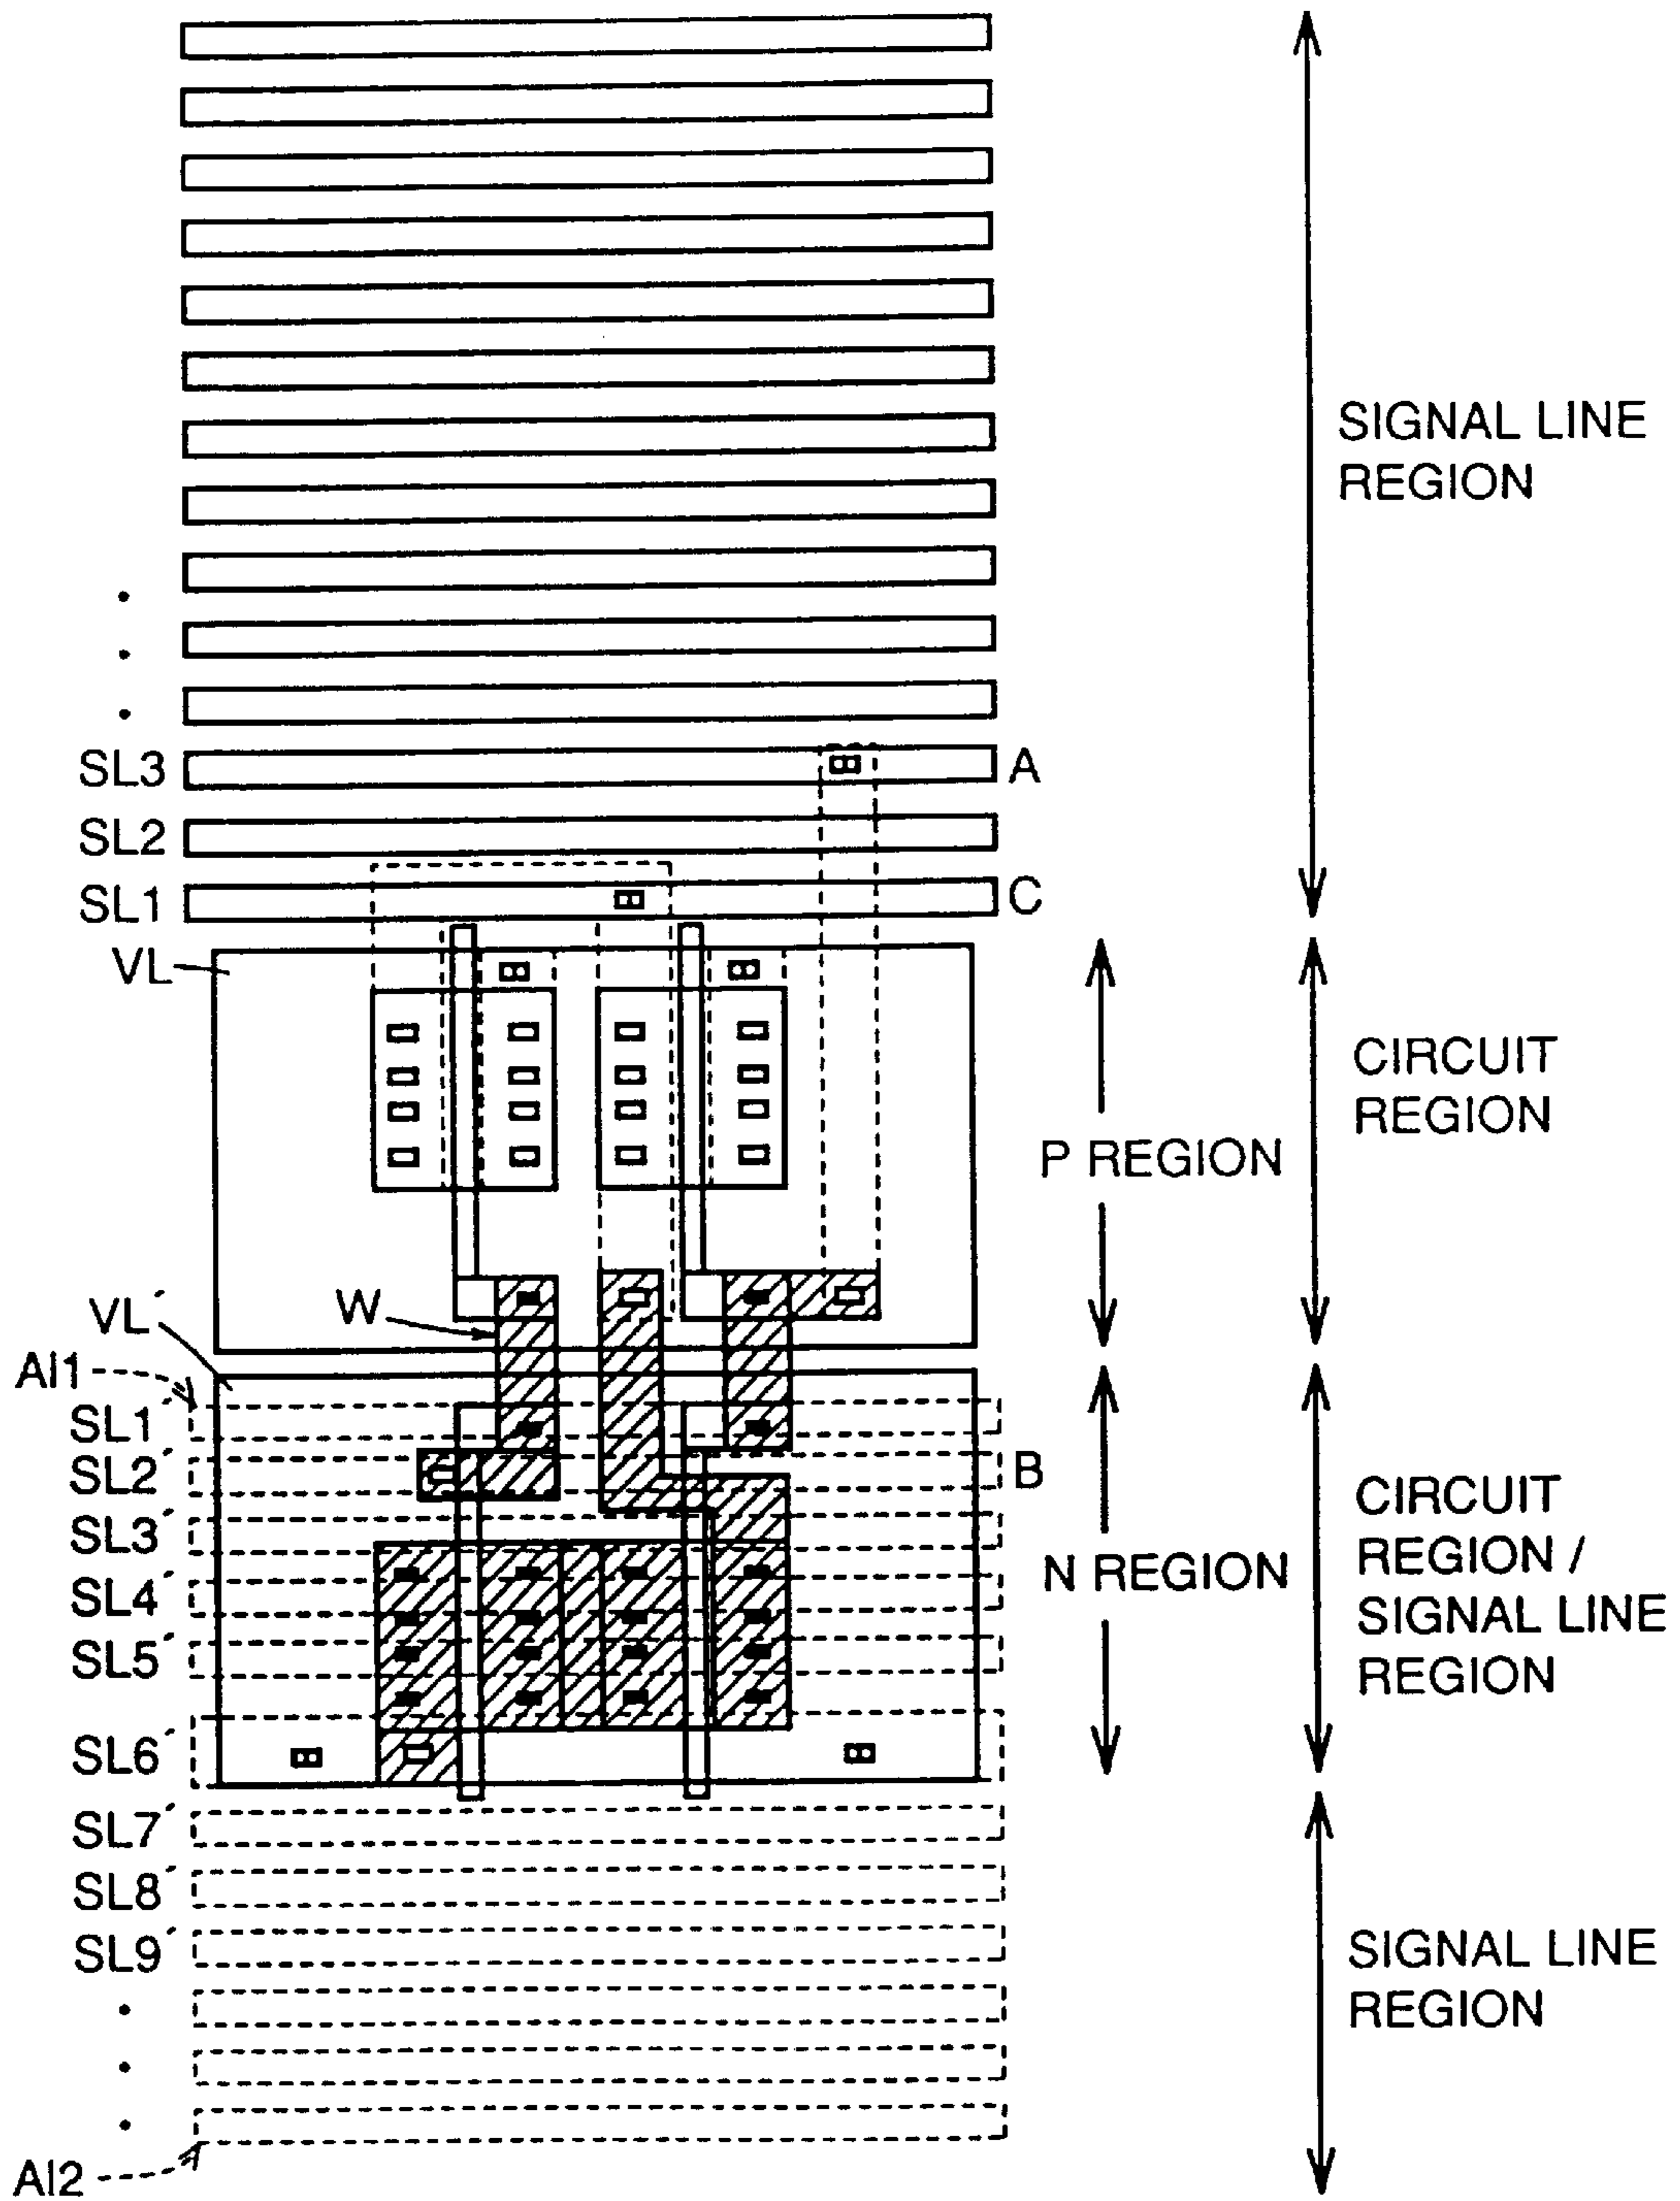 SIGNAL LINE
REGION
SL3 A
SL2
SL1 C
VL
CIRCUIT
REGION
P REGION
W
VL´
Al1
SL1´
SL2´ B
SL3´
SL4´
SL5´
SL6´
N REGION
CIRCUIT
REGION /
SIGNAL LINE
REGION
SL7´
SL8´
SL9´
SIGNAL LINE
REGION
Al2